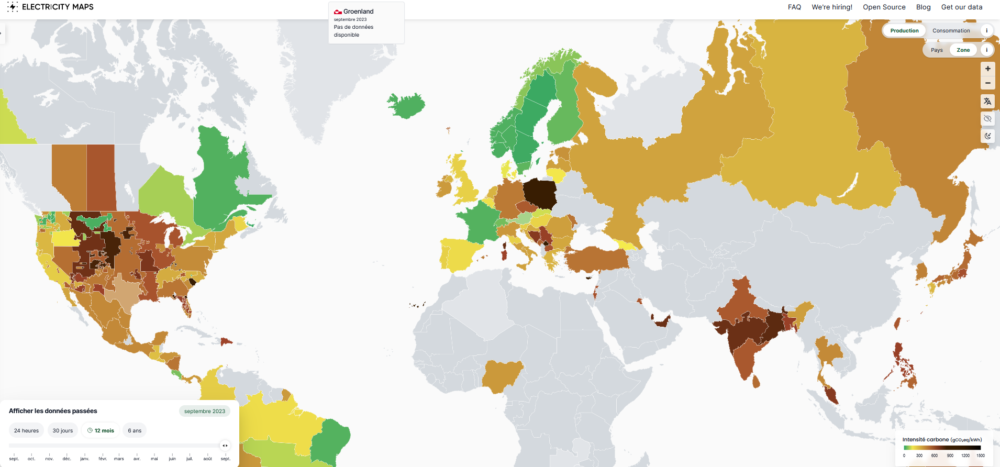 ELECTRICITY MAPS
FAQ We're hiring! Open Source Blog Get our data
Groenland
septembre 2023
Pas de données
disponible
Production Consommation i
Pays Zone i
+
−
Afficher les données passées septembre 2023
24 heures 30 jours 12 mois 6 ans
sept. oct. nov. déc. janv. févr. mars avr. mai juin juil. août sept.
Intensité carbone (gCO₂eq/kWh)
0 300 600 900 1200 1500